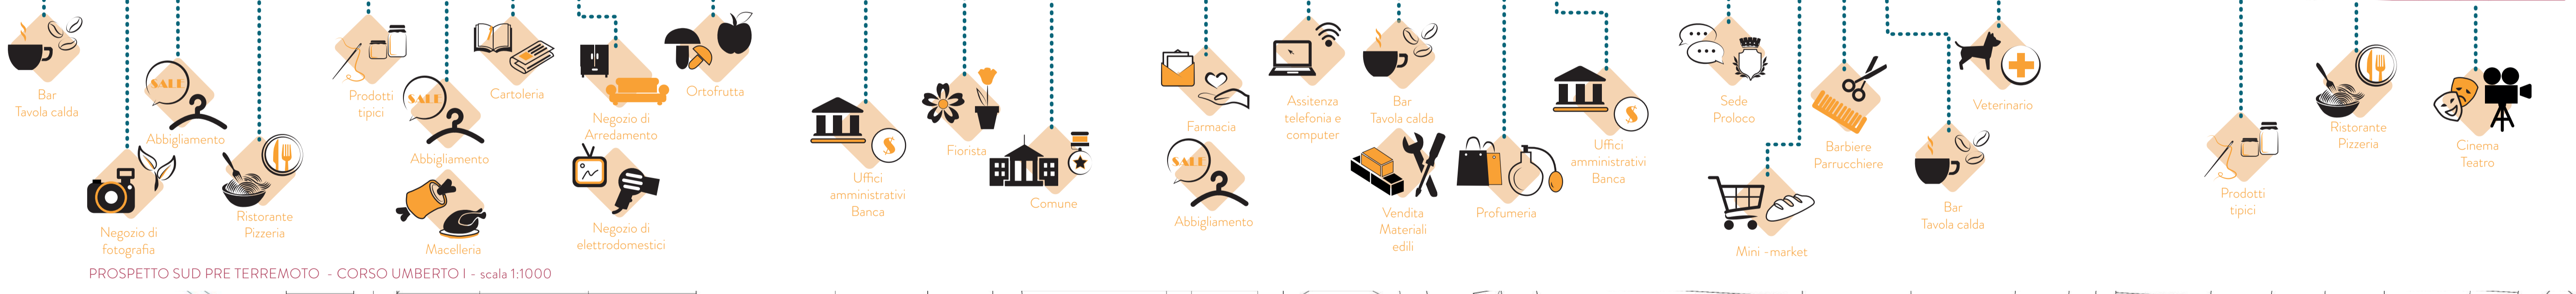 Bar
Tavola calda
SALE
Abbigliamento
Negozio di
fotografia
Ristorante
Pizzeria
Prodotti
tipici
SALE
Abbigliamento
Macelleria
Cartoleria
Negozio di
Arredamento
Negozio di
elettrodomestici
Ortofrutta
$
Uffici
amministrativi
Banca
Fiorista
Comune
Farmacia
SALE
Abbigliamento
Assitenza
telefonia e
computer
Bar
Tavola calda
Vendita
Materiali
edili
Profumeria
$
Uffici
amministrativi
Banca
Sede
Proloco
Mini -market
Barbiere
Parrucchiere
Bar
Tavola calda
Veterinario
Prodotti
tipici
Ristorante
Pizzeria
Cinema
Teatro
PROSPETTO SUD PRE TERREMOTO - CORSO UMBERTO I - scala 1:1000